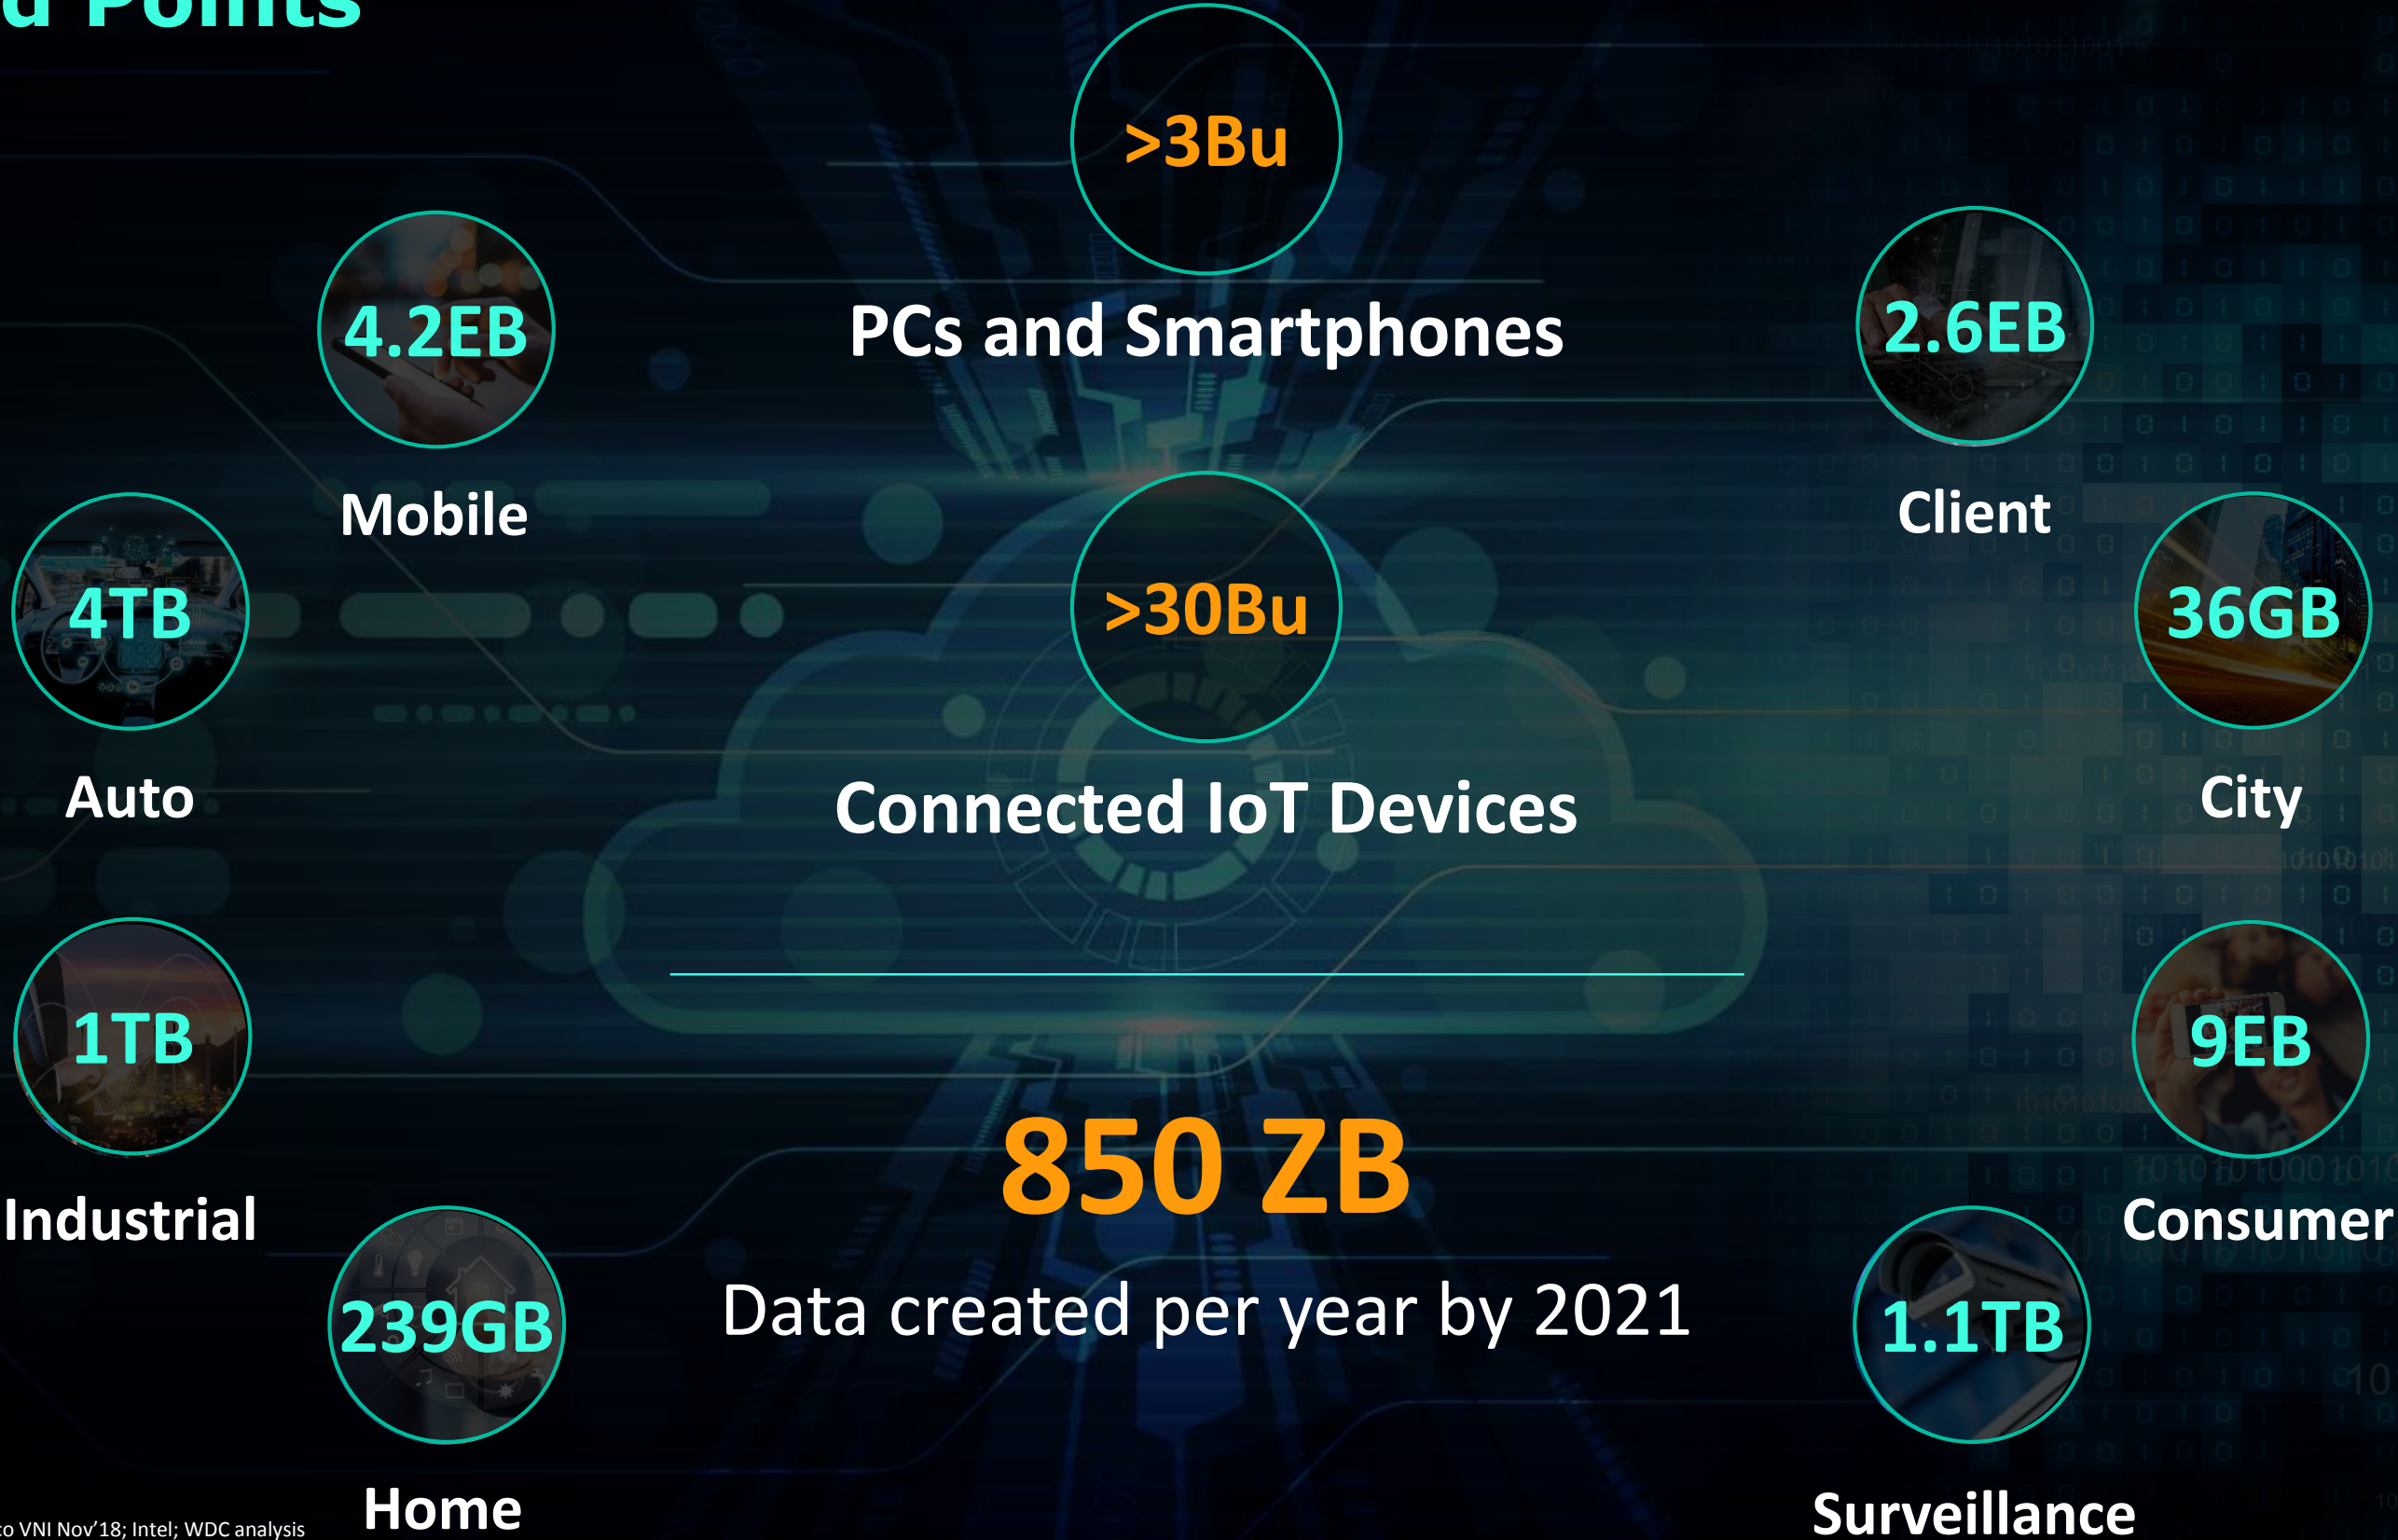 Points
>3Bu
PCs and Smartphones
4.2EB
Mobile
2.6EB
Client
4TB
Auto
>30Bu
Connected IoT Devices
36GB
City
1TB
Industrial
9EB
Consumer
850 ZB
Data created per year by 2021
239GB
Home
1.1TB
Surveillance
VNI Nov'18; Intel; WDC analysis